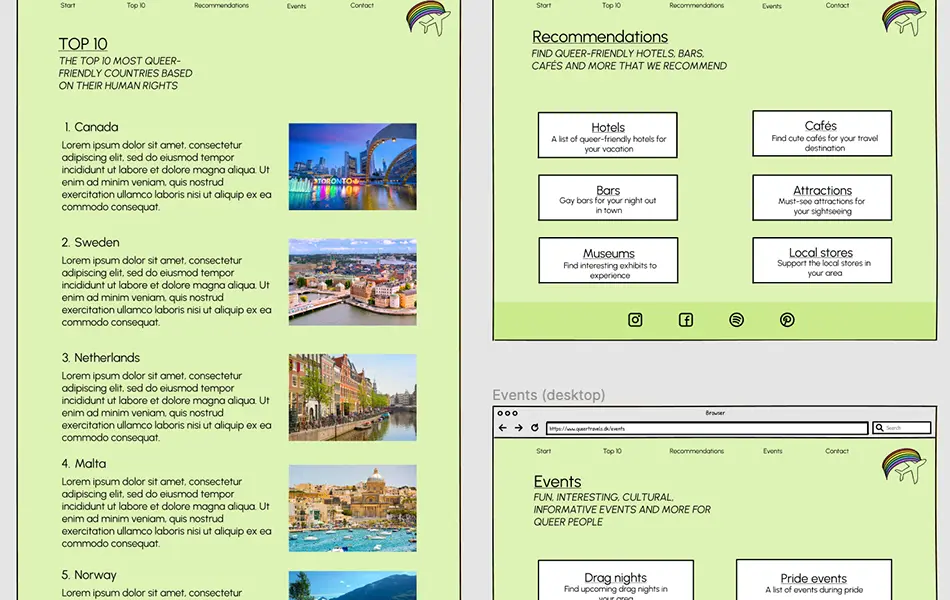 Start
Top 10
Recommendations
Events
Contact
TOP 10
THE TOP 10 MOST QUEER-
FRIENDLY COUNTRIES BASED
ON THEIR HUMAN RIGHTS
1. Canada
Lorem ipsum dolor sit amet, consectetur
adipiscing elit, sed do eiusmod tempor
incididunt ut labore et dolore magna aliqua. Ut
enim ad minim veniam, quis nostrud
exercitation ullamco laboris nisi ut aliquip ex ea
commodo consequat.
TORONTO
2. Sweden
Lorem ipsum dolor sit amet, consectetur
adipiscing elit, sed do eiusmod tempor
incididunt ut labore et dolore magna aliqua. Ut
enim ad minim veniam, quis nostrud
exercitation ullamco laboris nisi ut aliquip ex ea
commodo consequat.
3. Netherlands
Lorem ipsum dolor sit amet, consectetur
adipiscing elit, sed do eiusmod tempor
incididunt ut labore et dolore magna aliqua. Ut
enim ad minim veniam, quis nostrud
exercitation ullamco laboris nisi ut aliquip ex ea
commodo consequat.
4. Malta
Lorem ipsum dolor sit amet, consectetur
adipiscing elit, sed do eiusmod tempor
incididunt ut labore et dolore magna aliqua. Ut
enim ad minim veniam, quis nostrud
exercitation ullamco laboris nisi ut aliquip ex ea
commodo consequat.
5. Norway
Lorem ipsum dolor sit amet, consectetur
Start
Top 10
Recommendations
Events
Contact
Recommendations
FIND QUEER-FRIENDLY HOTELS, BARS,
CAFÉS AND MORE THAT WE RECOMMEND
Hotels
A list of queer-friendly hotels for
your vacation
Cafés
Find cute cafés for your travel
destination
Bars
Gay bars for your night out
in town
Attractions
Must-see attractions for
your sightseeing
Museums
Find interesting exhibits to
experience
Local stores
Support the local stores in
your area
Events (desktop)
Browser
https://www.queertravels.dk/events
Search
Start
Top 10
Recommendations
Events
Contact
Events
FUN, INTERESTING, CULTURAL,
INFORMATIVE EVENTS AND MORE FOR
QUEER PEOPLE
Drag nights
Find upcoming drag nights in
your area
Pride events
A list of events during pride